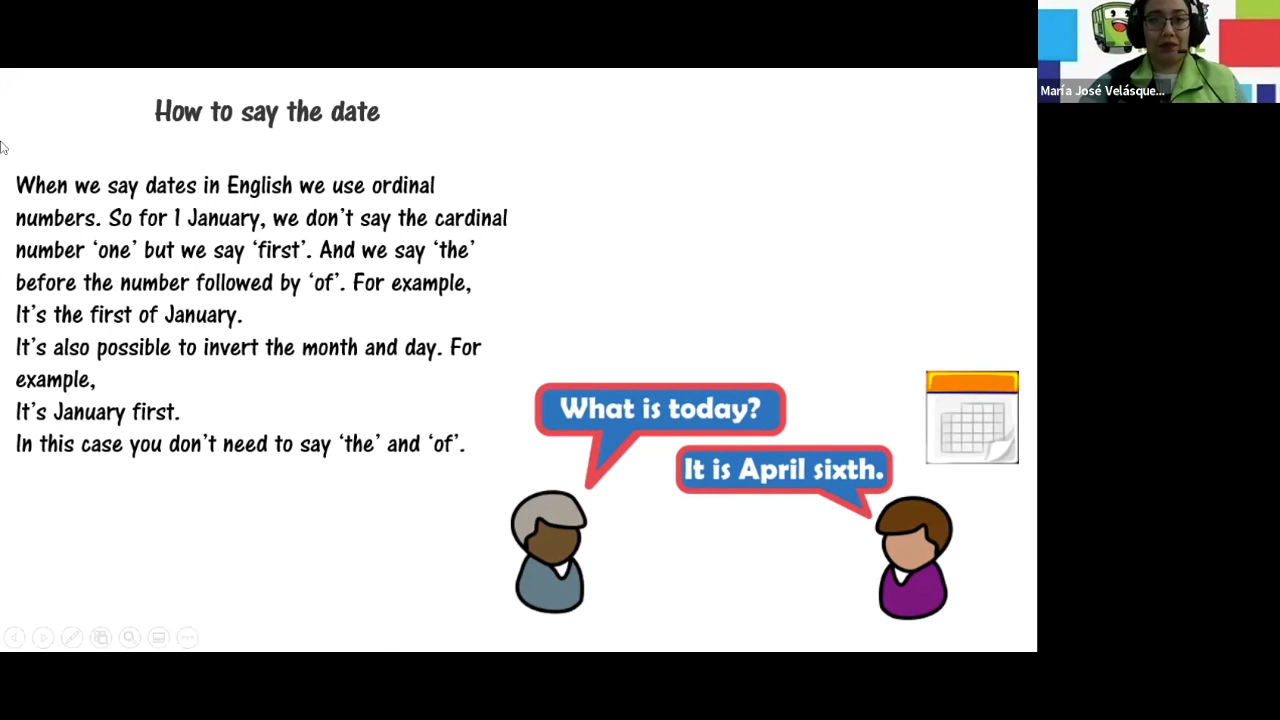 María José Velásque...
How to say the date
When we say dates in English we use ordinal
numbers. So for 1 January, we don't say the cardinal
number ‘one’ but we say ‘first’. And we say ‘the’
before the number followed by ‘of’. For example,
It's the first of January.
It's also possible to invert the month and day. For
example,
It's January first.
In this case you don't need to say ‘the’ and ‘of’.
What is today?
It is April sixth.